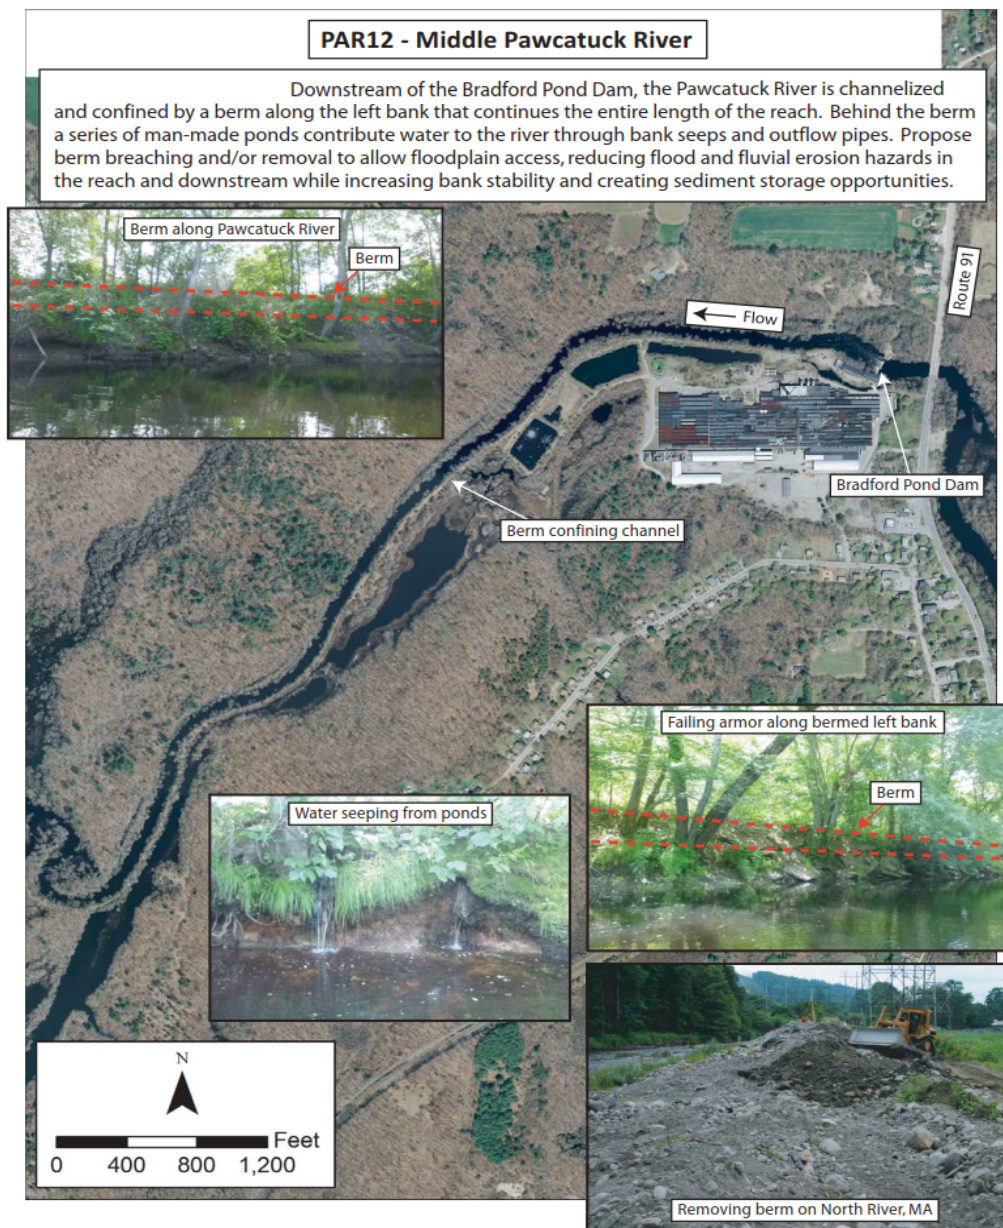 PAR12 - Middle Pawcatuck River
Downstream of the Bradford Pond Dam, the Pawcatuck River is channelized
and confined by a berm along the left bank that continues the entire length of the reach. Behind the berm
a series of man-made ponds contribute water to the river through bank seeps and outflow pipes. Propose
berm breaching and/or removal to allow floodplain access, reducing flood and fluvial erosion hazards in
the reach and downstream while increasing bank stability and creating sediment storage opportunities.
Berm along Pawcatuck River
Berm
Route 91
Flow
Bradford Pond Dam
Berm confining channel
Failing armor along bermed left bank
Berm
Water seeping from ponds
N
Feet
0 400 800 1,200
Removing berm on North River, MA